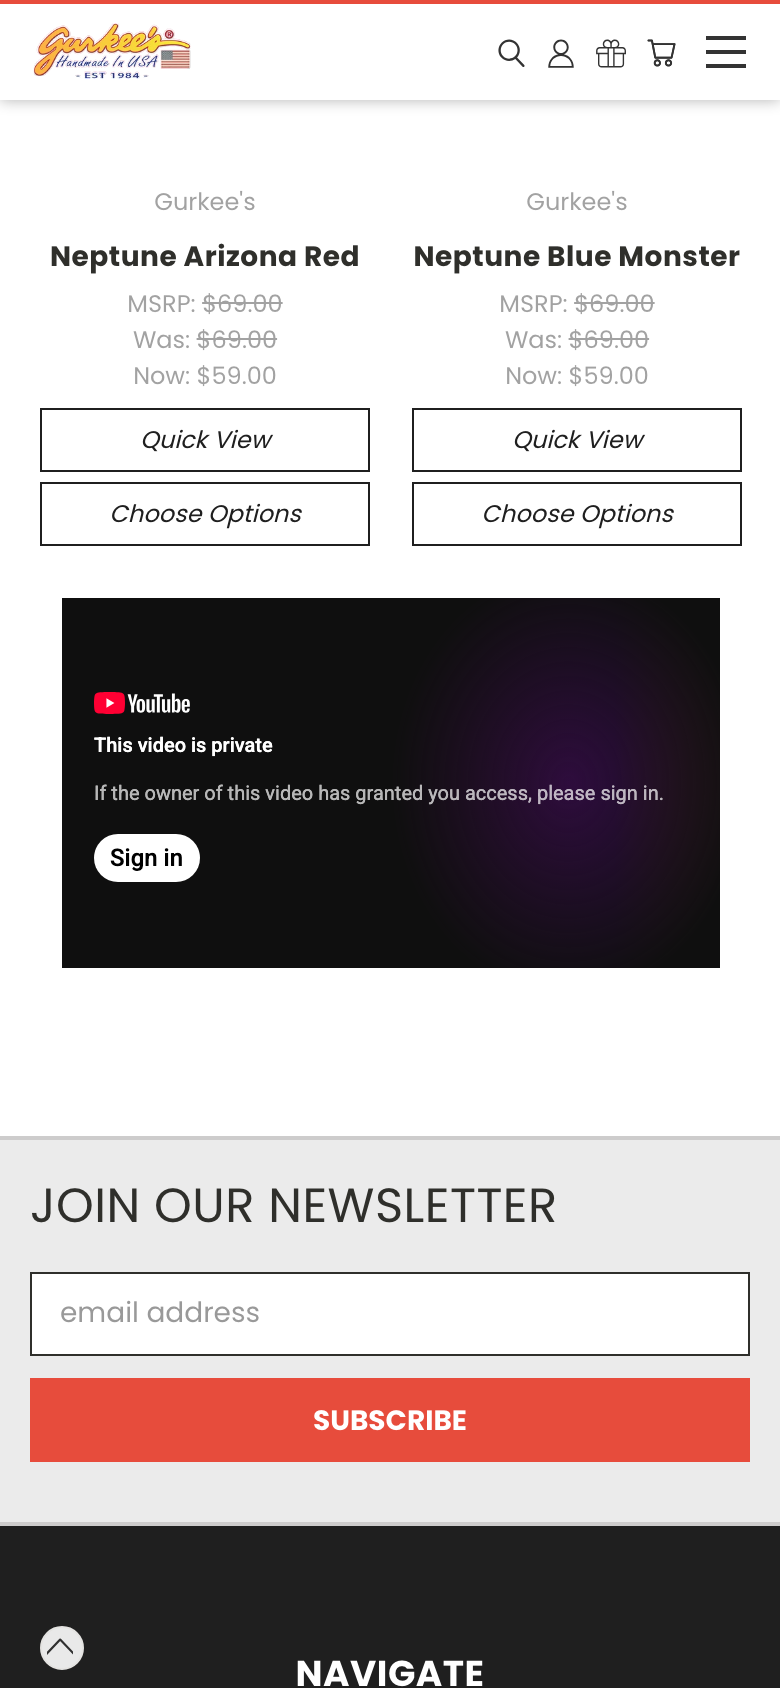 Gurkee's®
Handmade In USA
- EST 1984 -
Gurkee's
Neptune Arizona Red
MSRP: $69.00
Was: $69.00
Now: $59.00
Quick View
Choose Options
Gurkee's
Neptune Blue Monster
MSRP: $69.00
Was: $69.00
Now: $59.00
Quick View
Choose Options
YouTube
This video is private
If the owner of this video has granted you access, please sign in.
Sign in
JOIN OUR NEWSLETTER
email address
SUBSCRIBE
NAVIGATE